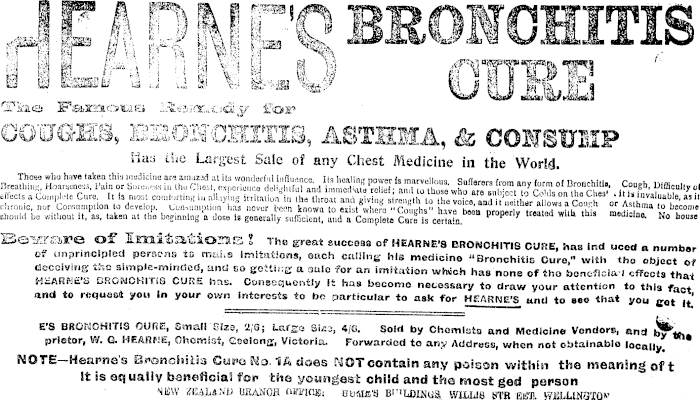 HEARNE'S BRONCHITIS
CURE
The Famous Remedy for
COUGHS, BRONCHITIS, ASTHMA, & CONSUMP
Has the Largest Sale of any Chest Medicine in the World.
Those who have taken this medicine are amazed at its wonderful influence. Its healing power is marvellous. Sufferers from any form of Bronchitis, Cough, Difficulty of
Breathing, Hoarseness, Pain or Soreness in the Chest, experience delightful and immediate relief; and to those who are subject to Colds on the Chest it is invaluable, as it
effects a Complete Cure. It is most comforting in allaying irritation in the throat and giving strength to the voice, and it neither allows a Cough or Asthma to become
chronic, nor Consumption to develop. Consumption has never been known to exist where "Coughs" have been properly treated with this medicine. No house
should be without it, as, taken at the beginning a dose is generally sufficient, and a Complete Cure is certain.
Beware of Imitations! The great success of HEARNE'S BRONCHITIS CURE, has ind uced a number
of unprincipled persons to make imitations, each calling his medicine "Bronchitis Cure," with the object of
deceiving the simple-minded, and so getting a sale for an imitation which has none of the beneficial effects that
HEARNE'S BRONCHITIS CURE has. Consequently it has become necessary to draw your attention to this fact,
and to request you in your own interests to be particular to ask for HEARNE'S and to see that you get it.
E'S BRONCHITIS CURE, Small Size, 2/6; Large Size, 4/6. Sold by Chemists and Medicine Vendors, and by the
prietor, W. G. HEARNE, Chemist, Geelong, Victoria. Forwarded to any Address, when not obtainable locally.
NOTE—Hearne's Bronchitis Cure No. 1A does NOT contain any poison within the meaning of t
It is equally beneficial for the youngest child and the most ged person
NEW ZEALAND BRANCH OFFICE: HUME'S BUILDINGS, WILLIS STR EET, WELLINGTON